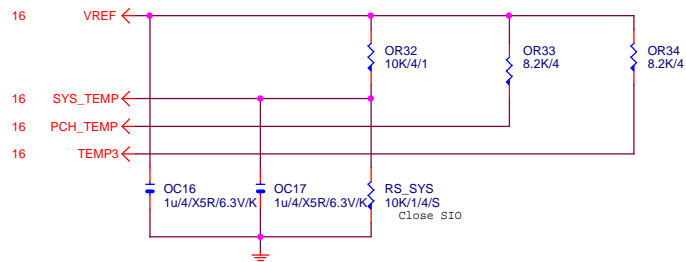 16 VREF
OR32
10K/4/1
OR33
8.2K/4
OR34
8.2K/4
16 SYS_TEMP
16 PCH_TEMP
16 TEMP3
OC16
1u/4/X5R/6.3V/K
OC17
1u/4/X5R/6.3V/K
RS_SYS
10K/1/4/S
Close SIO